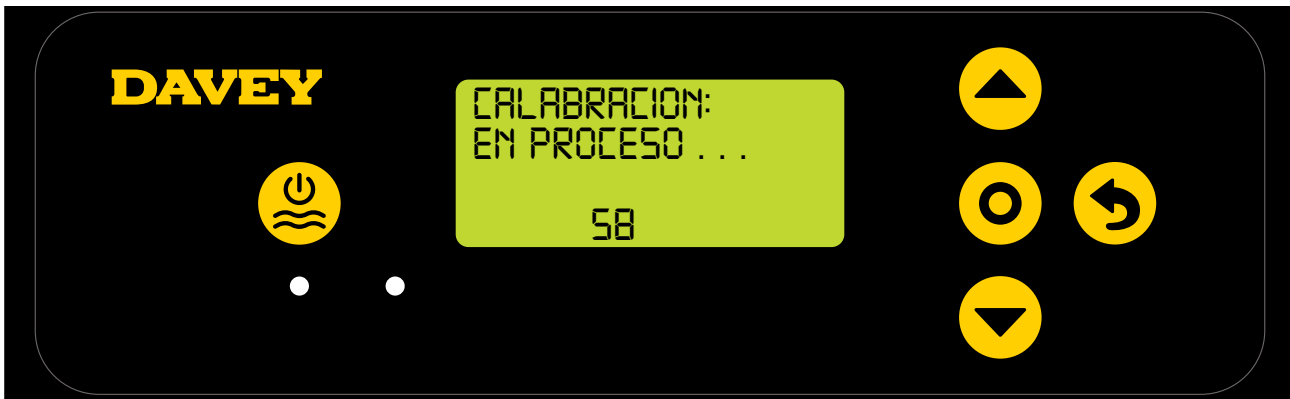 DAVEY
CALABRACION:
EN PROCESO . . .
58